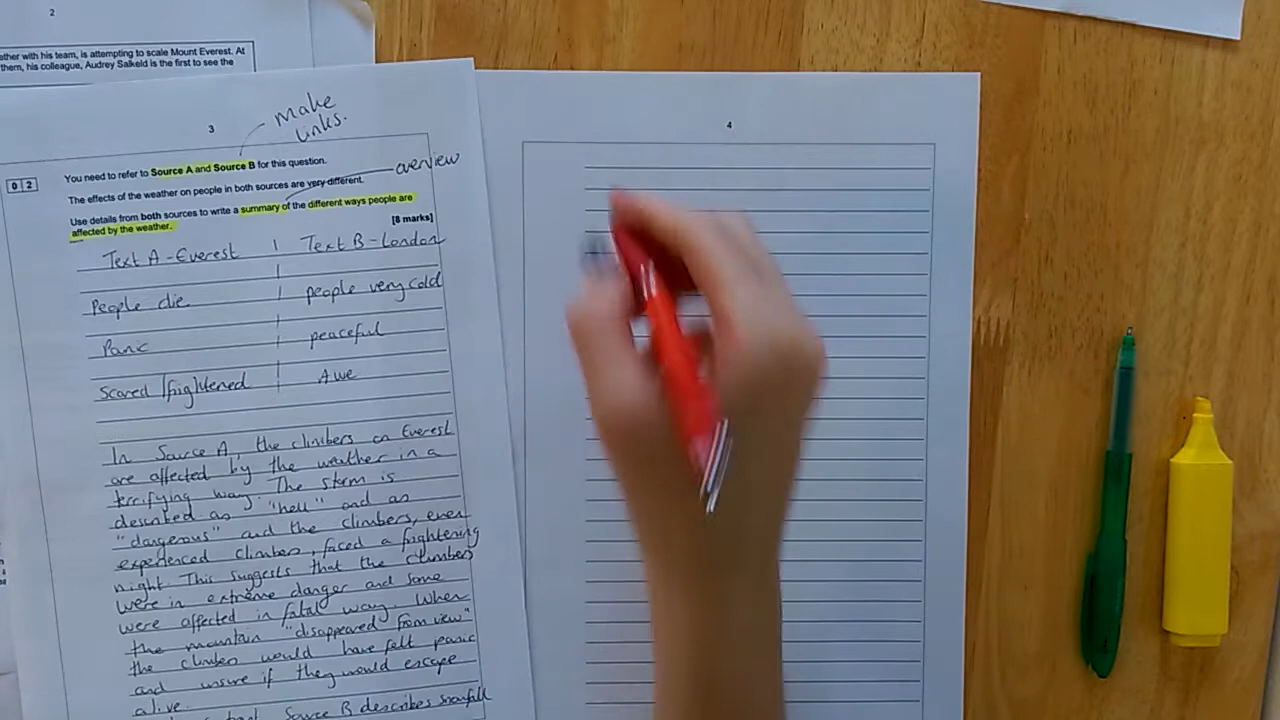 2
ether with his team, is attempting to scale Mount Everest. At
them, his colleague, Audrey Salkeld is the first to see the
3
make
links.
0 2
You need to refer to Source A and Source B for this question.
overview
The effects of the weather on people in both sources are very different.
Use details from both sources to write a summary of the different ways people are
affected by the weather.
[8 marks]
Text A - Everest | Text B - London
People die | people very cold
Panic | peaceful
Scared / frightened | Awe
In Source A, the climbers on Everest
are affected by the weather in a
terrifying way. The storm is
described as "hell" and as
"dangerous" and the climbers, even
experienced climbers, faced a frightening
night. This suggests that the climbers
were in extreme danger and some
were affected in fatal way. When
the mountain "disappeared from view"
the climbers would have felt panic
and unsure if they would escape
alive.
Source B describes snowfall
4